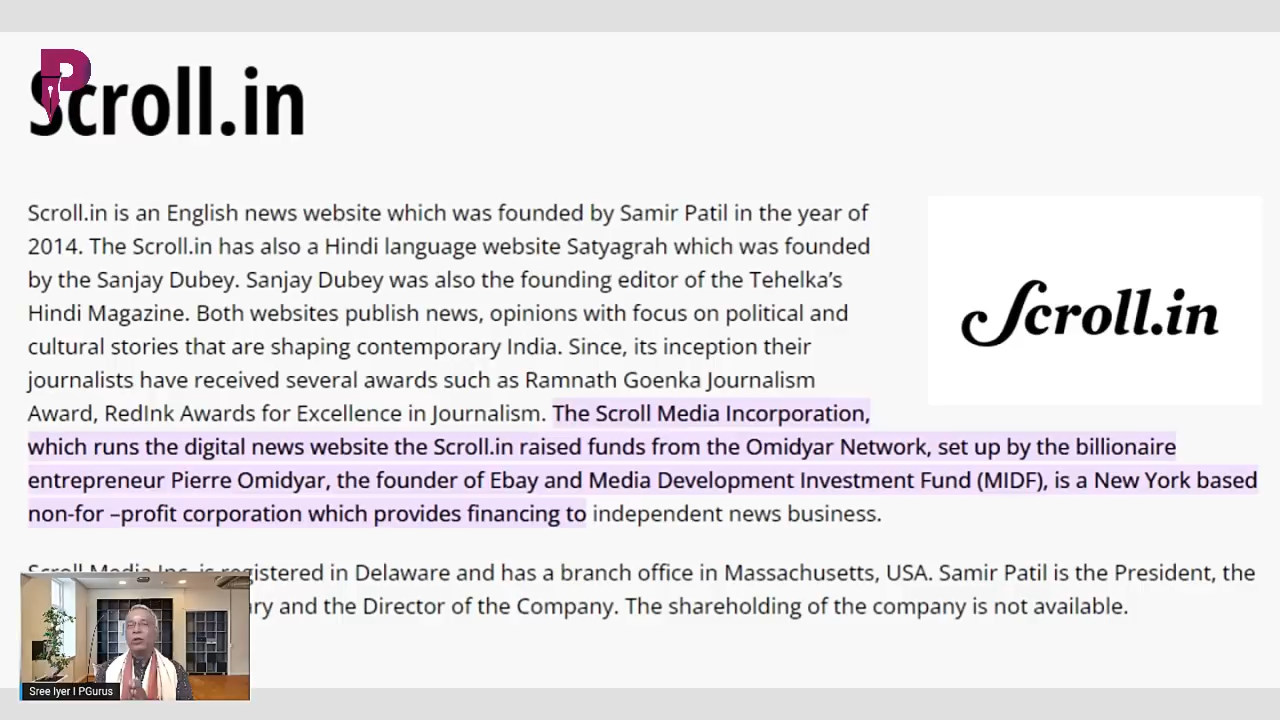 Scroll.in
Scroll.in is an English news website which was founded by Samir Patil in the year of
2014. The Scroll.in has also a Hindi language website Satyagrah which was founded
by the Sanjay Dubey. Sanjay Dubey was also the founding editor of the Tehelka’s
Hindi Magazine. Both websites publish news, opinions with focus on political and
cultural stories that are shaping contemporary India. Since, its inception their
journalists have received several awards such as Ramnath Goenka Journalism
Award, RedInk Awards for Excellence in Journalism. The Scroll Media Incorporation,
which runs the digital news website the Scroll.in raised funds from the Omidyar Network, set up by the billionaire
entrepreneur Pierre Omidyar, the founder of Ebay and Media Development Investment Fund (MIDF), is a New York based
non-for –profit corporation which provides financing to independent news business.
Scroll.in
Scroll Media Inc. is registered in Delaware and has a branch office in Massachusetts, USA. Samir Patil is the President, the
and the Director of the Company. The shareholding of the company is not available.
Sree Iyer I PGurus